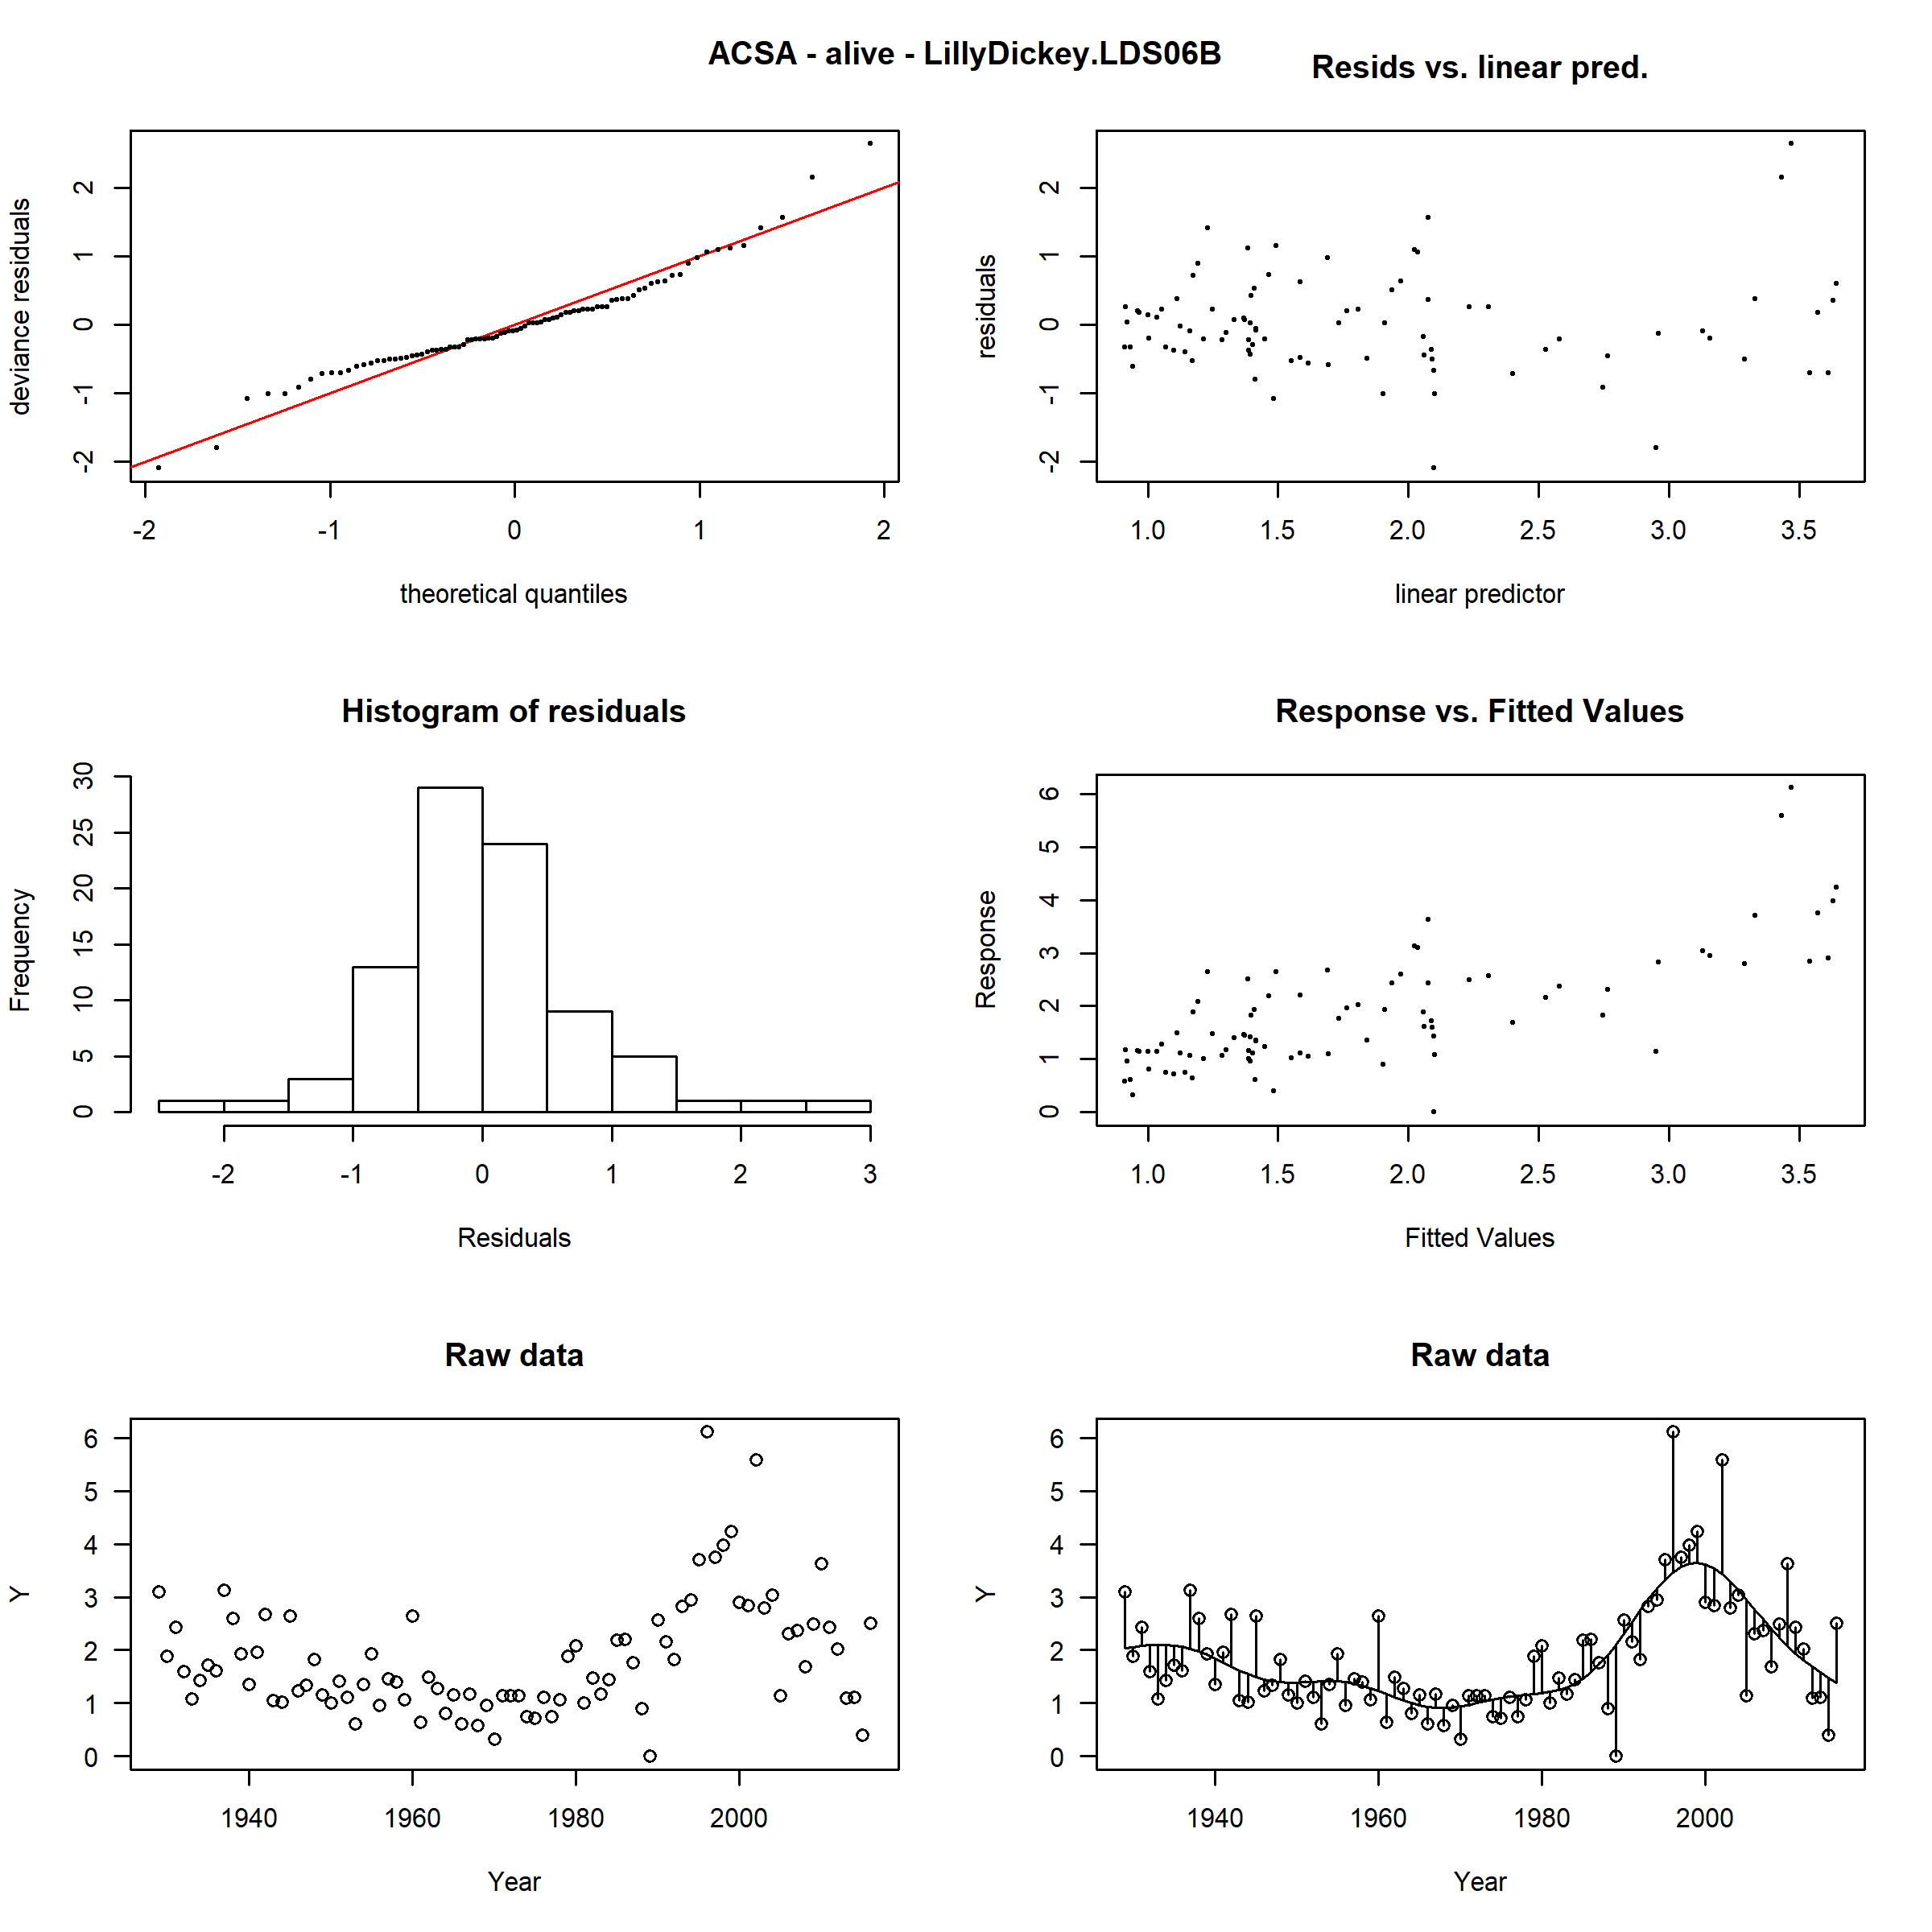 ACSA - alive - LillyDickey.LDS06B
Resids vs. linear pred.
deviance residuals
2
1
0
-1
-2
-2 -1 0 1 2
theoretical quantiles
residuals
2
1
0
-1
-2
1.0 1.5 2.0 2.5 3.0 3.5
linear predictor
Histogram of residuals
Frequency
30
25
20
15
10
5
0
-2 -1 0 1 2 3
Residuals
Response vs. Fitted Values
Response
6
5
4
3
2
1
0
1.0 1.5 2.0 2.5 3.0 3.5
Fitted Values
Raw data
Y
6
5
4
3
2
1
0
1940 1960 1980 2000
Year
Raw data
Y
6
5
4
3
2
1
0
1940 1960 1980 2000
Year